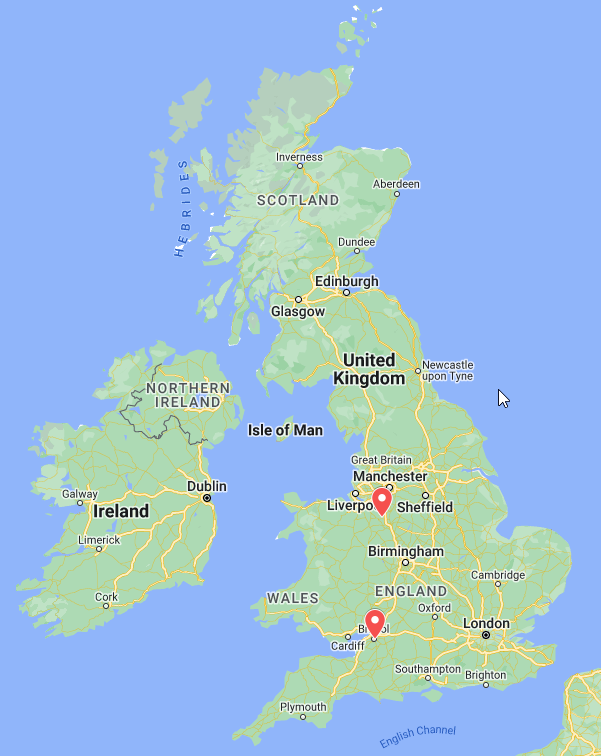 Inverness
HEBRIDES
SCOTLAND
Aberdeen
Dundee
Edinburgh
Glasgow
United
Kingdom
Newcastle
upon Tyne
NORTHERN
IRELAND
Isle of Man
Great Britain
Manchester
Galway
Dublin
Ireland
Liverpo
Sheffield
Limerick
Birmingham
Cambridge
Cork
WALES
ENGLAND
Oxford
London
B ol
Cardiff
Southampton
Brighton
Plymouth
English Channel